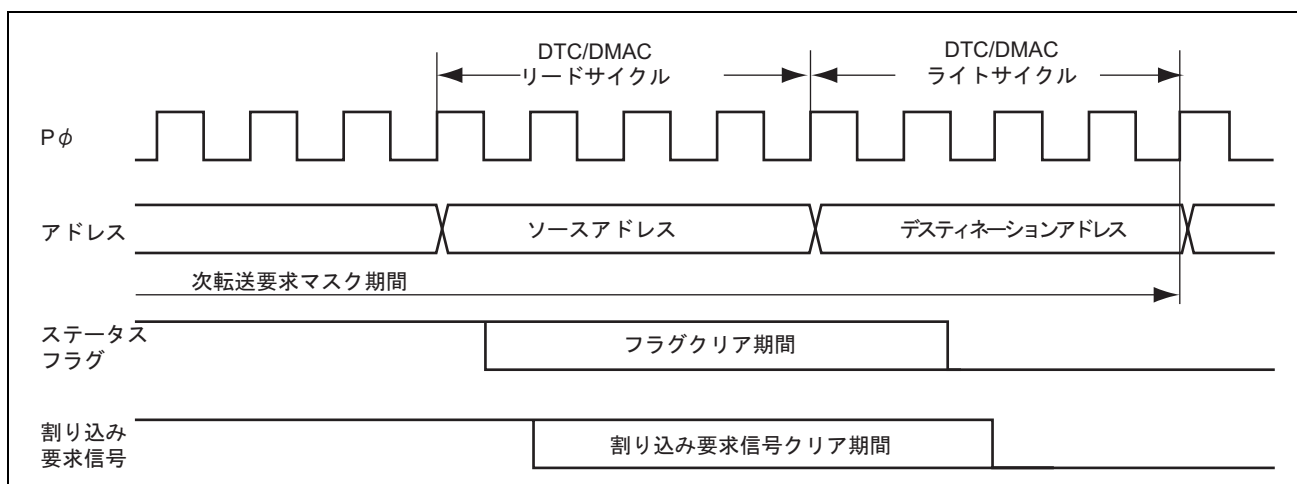 DTC/DMAC
リードサイクル
DTC/DMAC
ライトサイクル
Pφ
アドレス
ソースアドレス
デスティネーションアドレス
次転送要求マスク期間
ステータス
フラグ
フラグクリア期間
割り込み
要求信号
割り込み要求信号クリア期間